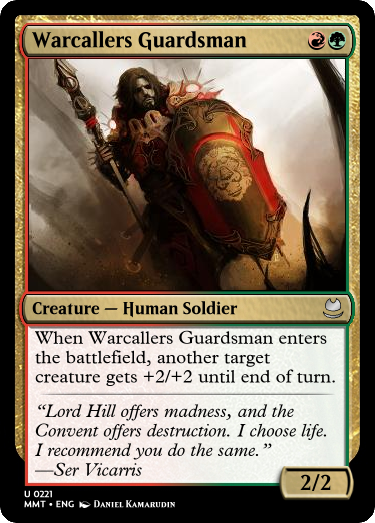 Warcallers Guardsman
Creature — Human Soldier
When Warcallers Guardsman enters
the battlefield, another target
creature gets +2/+2 until end of turn.
“Lord Hill offers madness, and the
Convent offers destruction. I choose life.
I recommend you do the same.”
—Ser Vicarris
2/2
U 0221
MMT • ENG Daniel Kamarudin